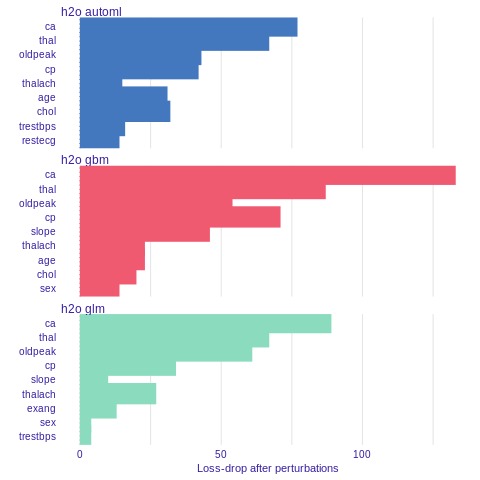 h2o automl
ca
thal
oldpeak
cp
thalach
age
chol
trestbps
restecg
h2o gbm
ca
thal
oldpeak
cp
slope
thalach
age
chol
sex
h2o glm
ca
thal
oldpeak
cp
slope
thalach
exang
sex
trestbps
0 50 100
Loss-drop after perturbations